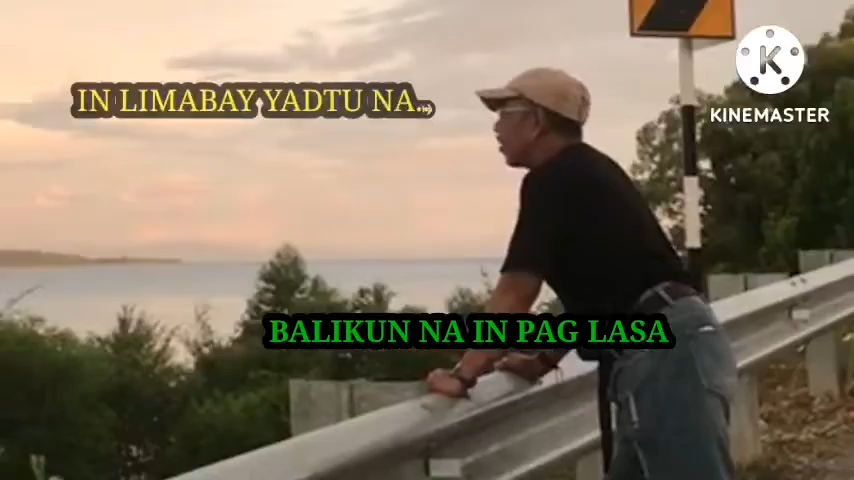 IN LIMABAY YADTU NA..
KINEMASTER
BALIKUN NA IN PAG LASA